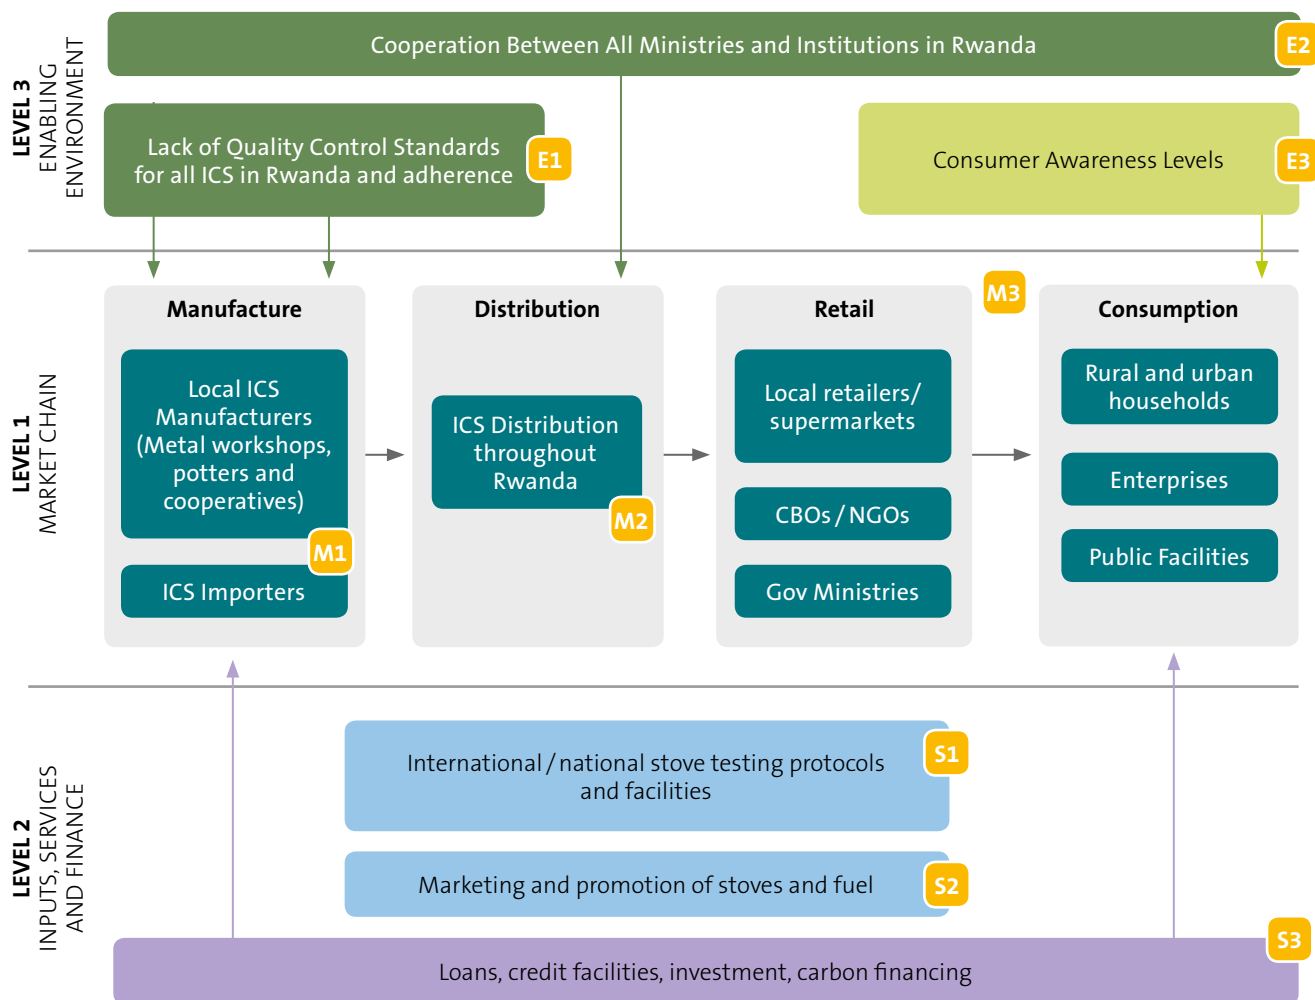 LEVEL 3
ENABLING
ENVIRONMENT
Cooperation Between All Ministries and Institutions in Rwanda
E2
Lack of Quality Control Standards
for all ICS in Rwanda and adherence
E1
Consumer Awareness Levels
E3
LEVEL 1
MARKET CHAIN
Manufacture
Local ICS
Manufacturers
(Metal workshops,
potters and
cooperatives)
M1
ICS Importers
Distribution
ICS Distribution
throughout
Rwanda
M2
Retail
Local retailers/
supermarkets
CBOs / NGOs
Gov Ministries
M3
Consumption
Rural and urban
households
Enterprises
Public Facilities
LEVEL 2
INPUTS, SERVICES
AND FINANCE
International / national stove testing protocols
and facilities
S1
Marketing and promotion of stoves and fuel
S2
Loans, credit facilities, investment, carbon financing
S3